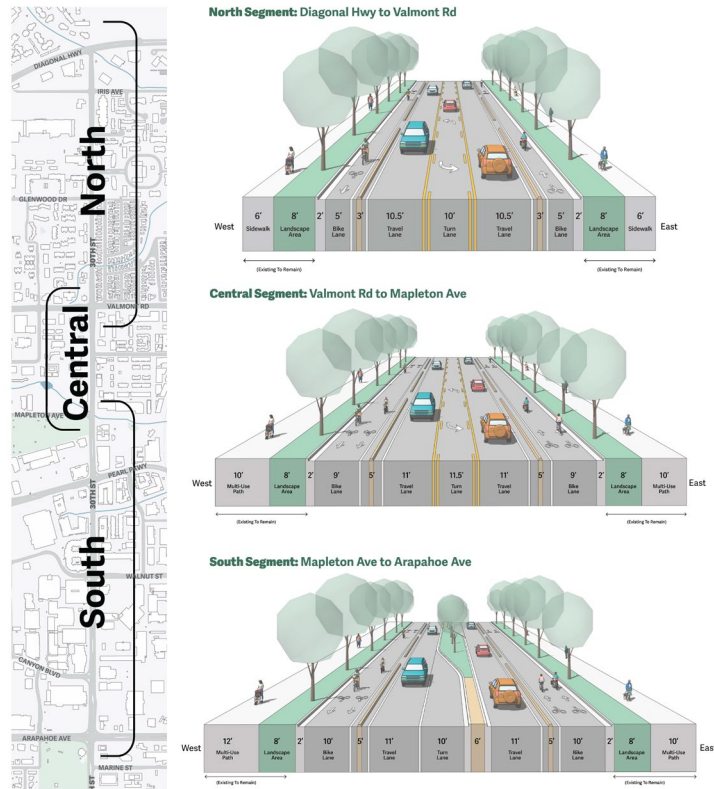 North Segment: Diagonal Hwy to Valmont Rd
West
6' Sidewalk
8' Landscape Area
2'
5' Bike Lane
3'
10.5' Travel Lane
10' Turn Lane
10.5' Travel Lane
3'
5' Bike Lane
2'
8' Landscape Area
6' Sidewalk
East
(Existing To Remain)
(Existing To Remain)
Central Segment: Valmont Rd to Mapleton Ave
West
10' Multi-Use Path
8' Landscape Area
2'
9' Bike Lane
5'
11' Travel Lane
11.5' Turn Lane
11' Travel Lane
5'
9' Bike Lane
2'
8' Landscape Area
10' Multi-Use Path
East
(Existing To Remain)
(Existing To Remain)
South Segment: Mapleton Ave to Arapahoe Ave
West
12' Multi-Use Path
8' Landscape Area
2'
10' Bike Lane
5'
11' Travel Lane
10' Turn Lane
6'
11' Travel Lane
5'
10' Bike Lane
2'
8' Landscape Area
10' Multi-Use Path
East
(Existing To Remain)
(Existing To Remain)
DIAGONAL HWY
IRIS AVE
North
GLENWOOD DR
30TH ST
VALMONT RD
Central
MAPLETON AVE
PEARL PKWY
30TH ST
South
WALNUT ST
CANYON BLVD
ARAPAHOE AVE
MARINE ST